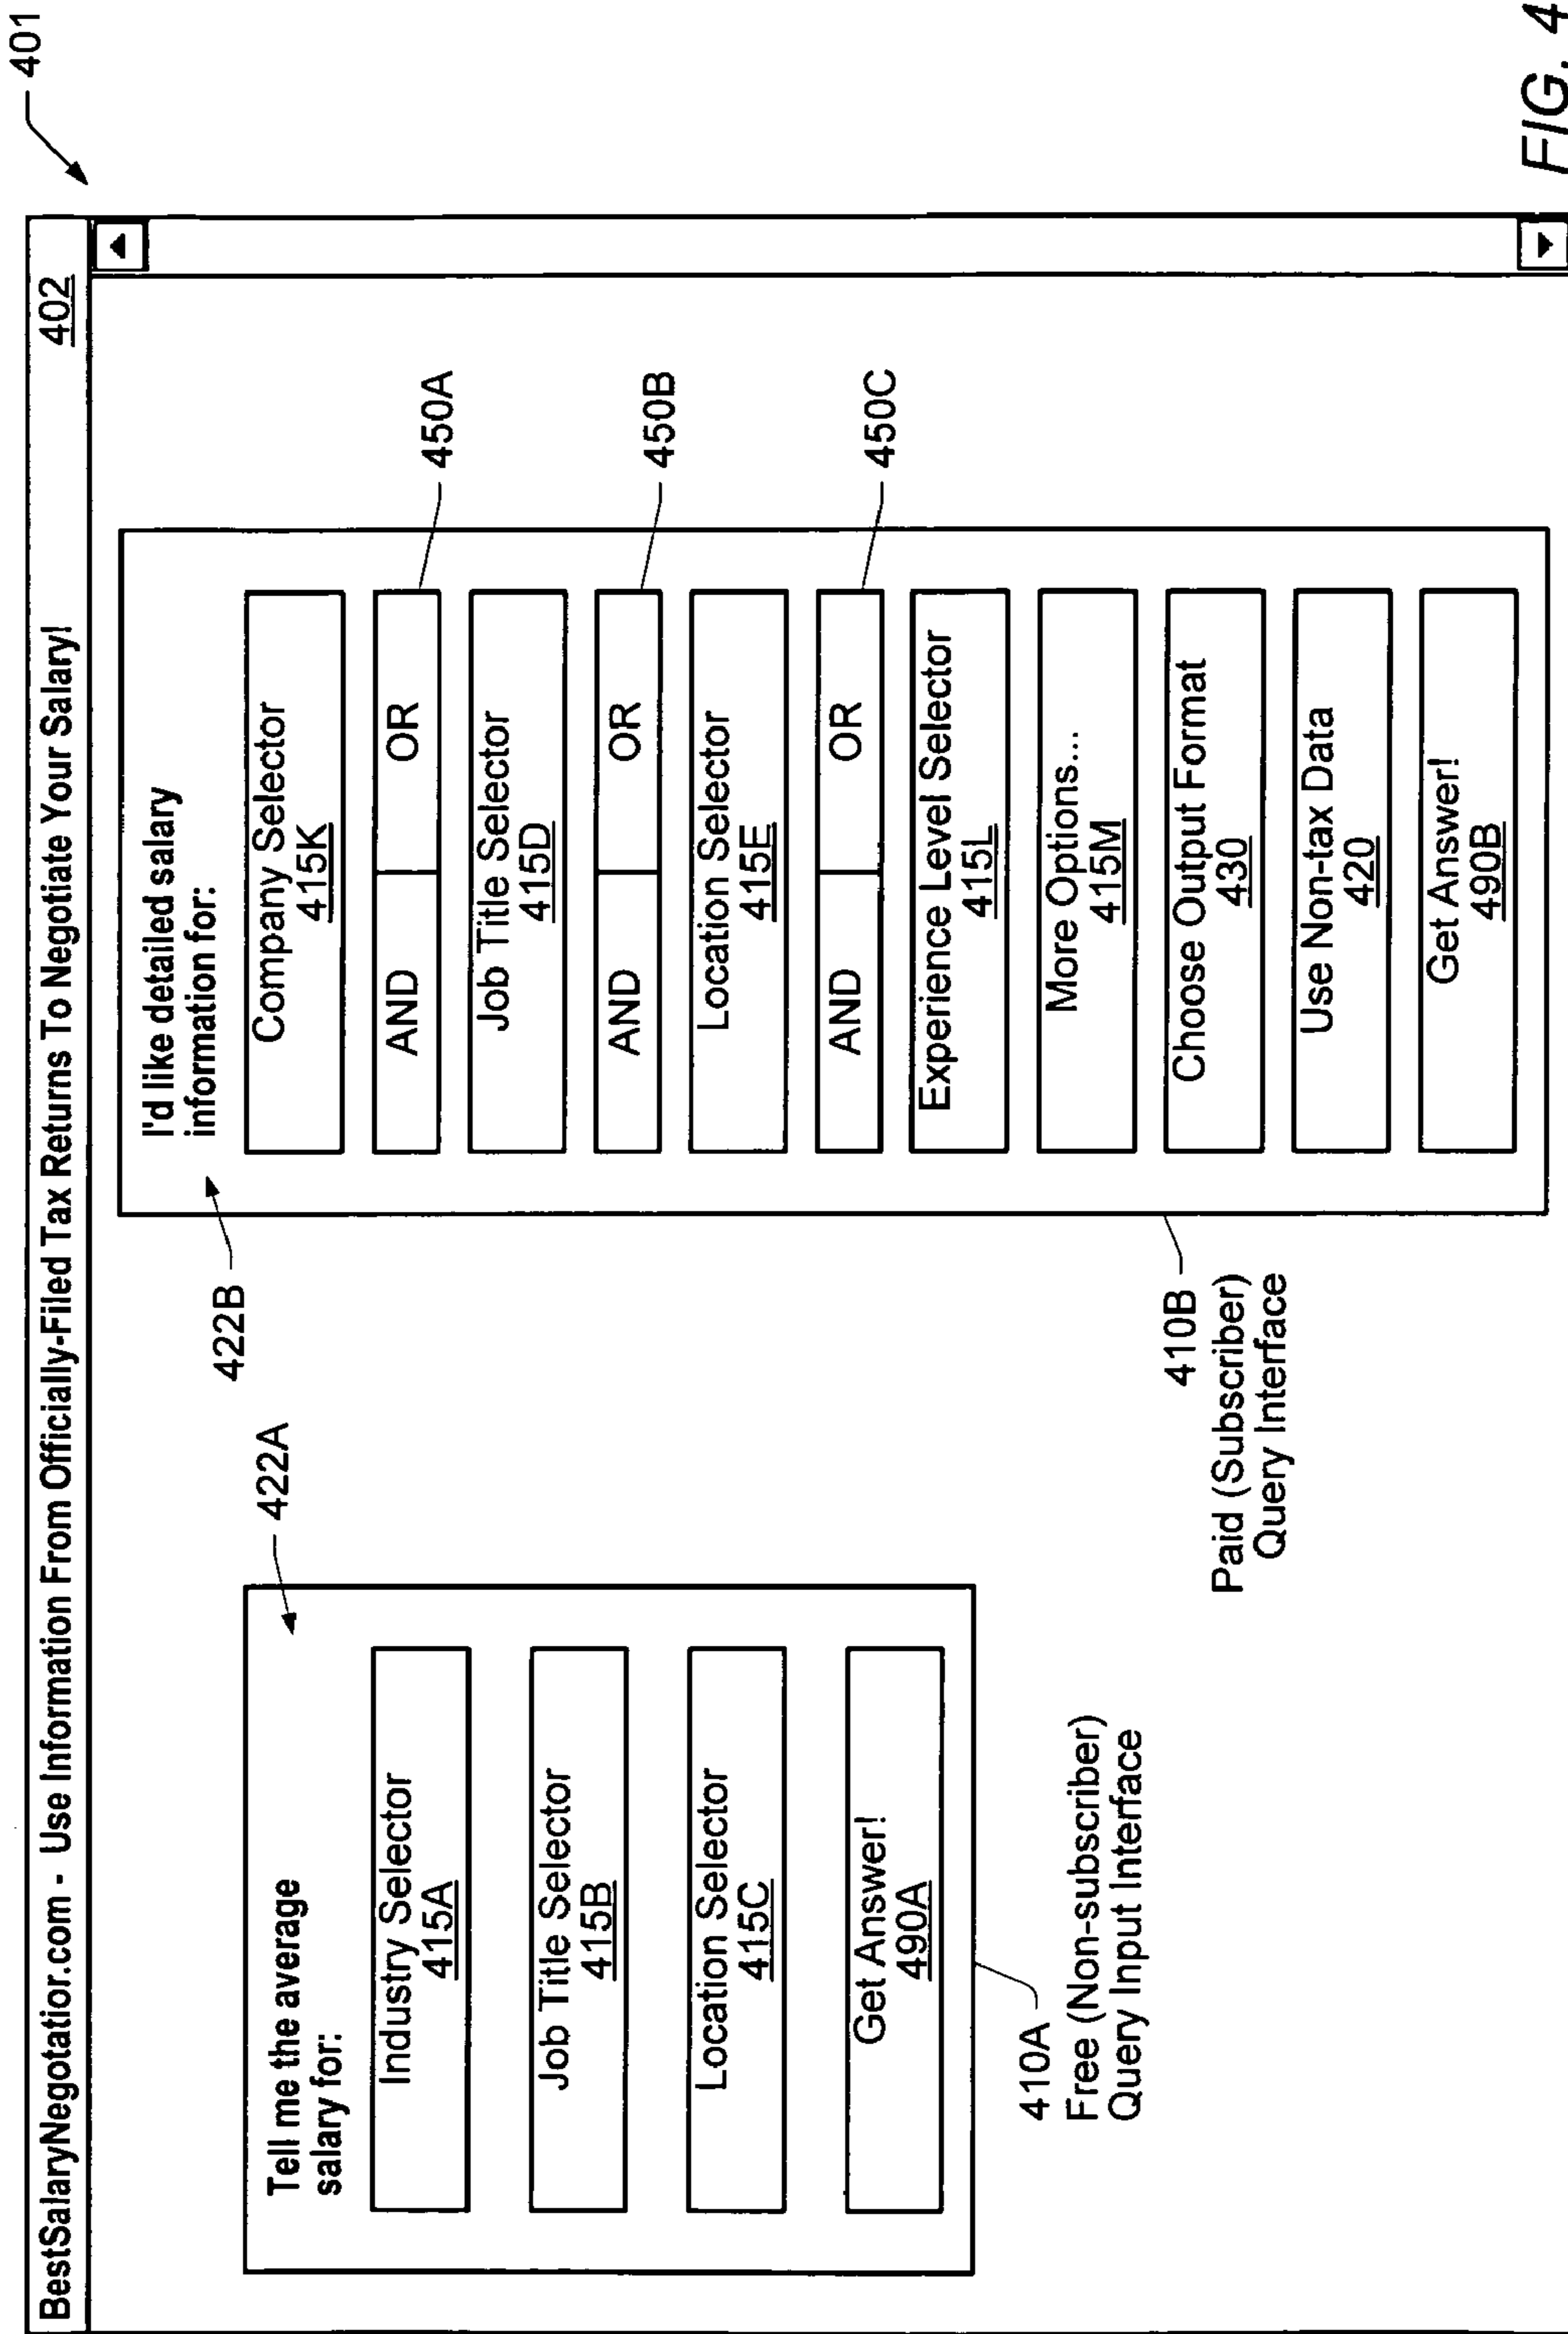 401
BestSalaryNegotatior.com - Use Information From Officially-Filed Tax Returns To Negotiate Your Salary!
402
422A
Tell me the average
salary for:
Industry Selector
415A
Job Title Selector
415B
Location Selector
415C
Get Answer!
490A
410A
Free (Non-subscriber)
Query Input Interface
422B
I'd like detailed salary
information for:
Company Selector
415K
AND OR
450A
Job Title Selector
415D
AND OR
450B
Location Selector
415E
AND OR
450C
Experience Level Selector
415L
More Options...
415M
Choose Output Format
430
Use Non-tax Data
420
Get Answer!
490B
410B
Paid (Subscriber)
Query Interface
FIG. 4